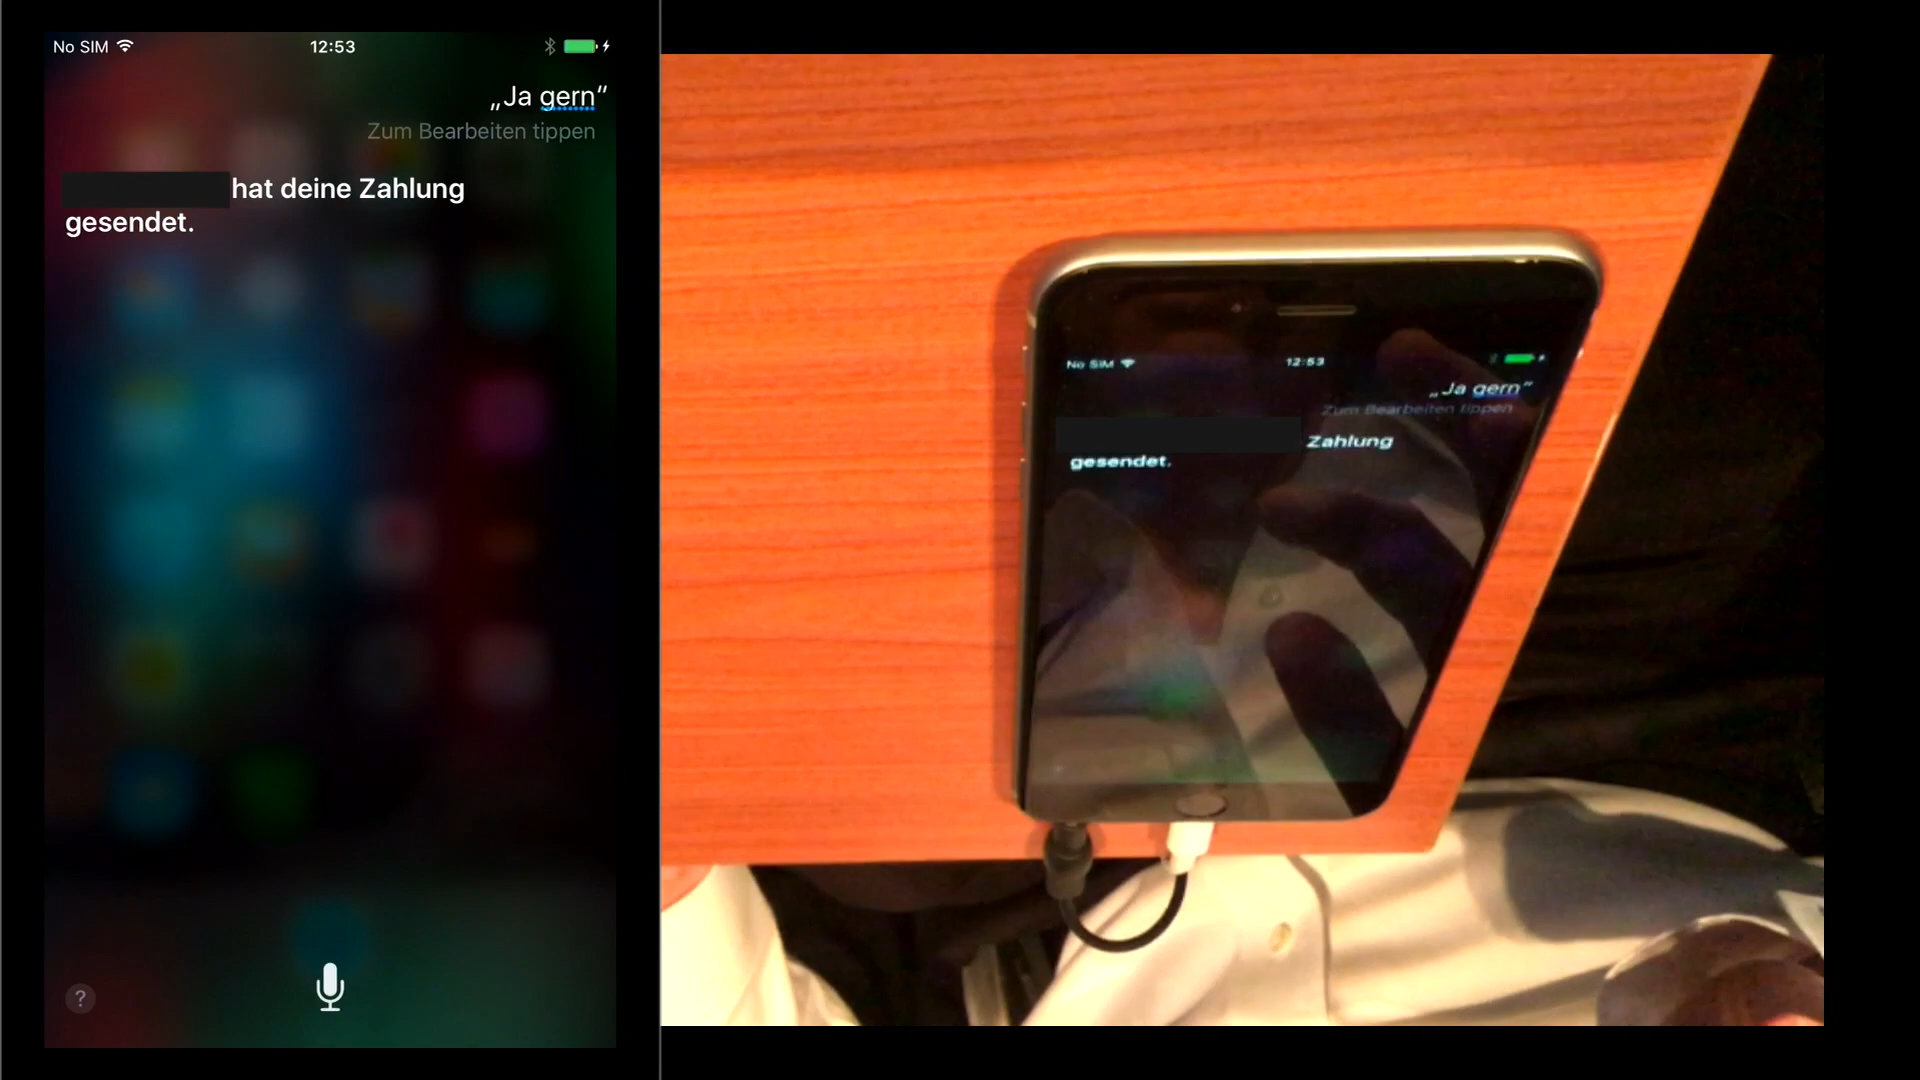 No SIM
12:53
„Ja gern“
Zum Bearbeiten tippen
hat deine Zahlung
gesendet.
?
No SIM
12:53
„Ja gern“
Zum Bearbeiten tippen
Zahlung
gesendet.